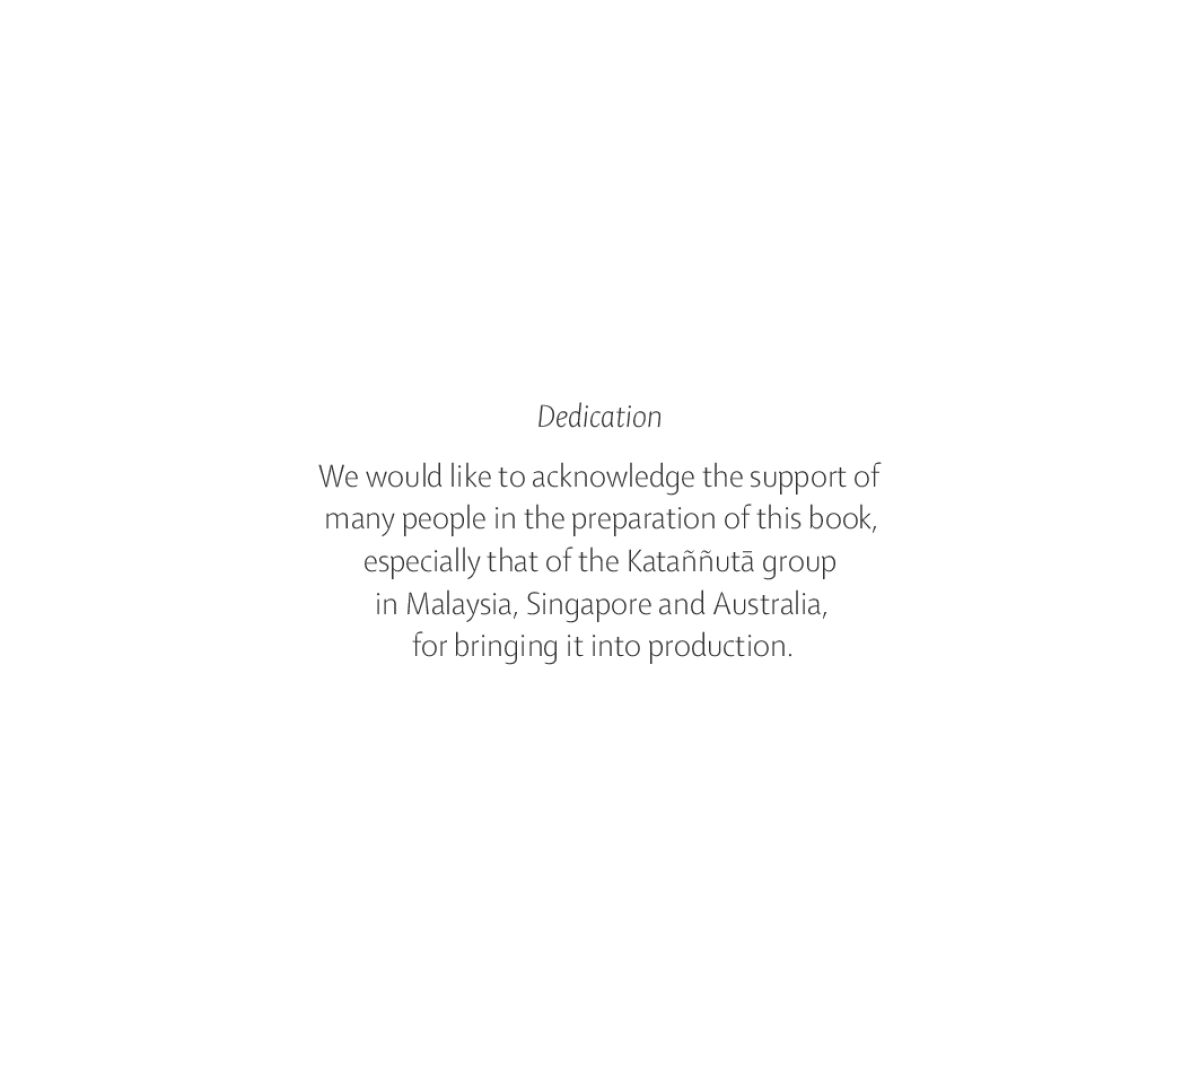 Dedication
We would like to acknowledge the support of
many people in the preparation of this book,
especially that of the Kataññutā group
in Malaysia, Singapore and Australia,
for bringing it into production.